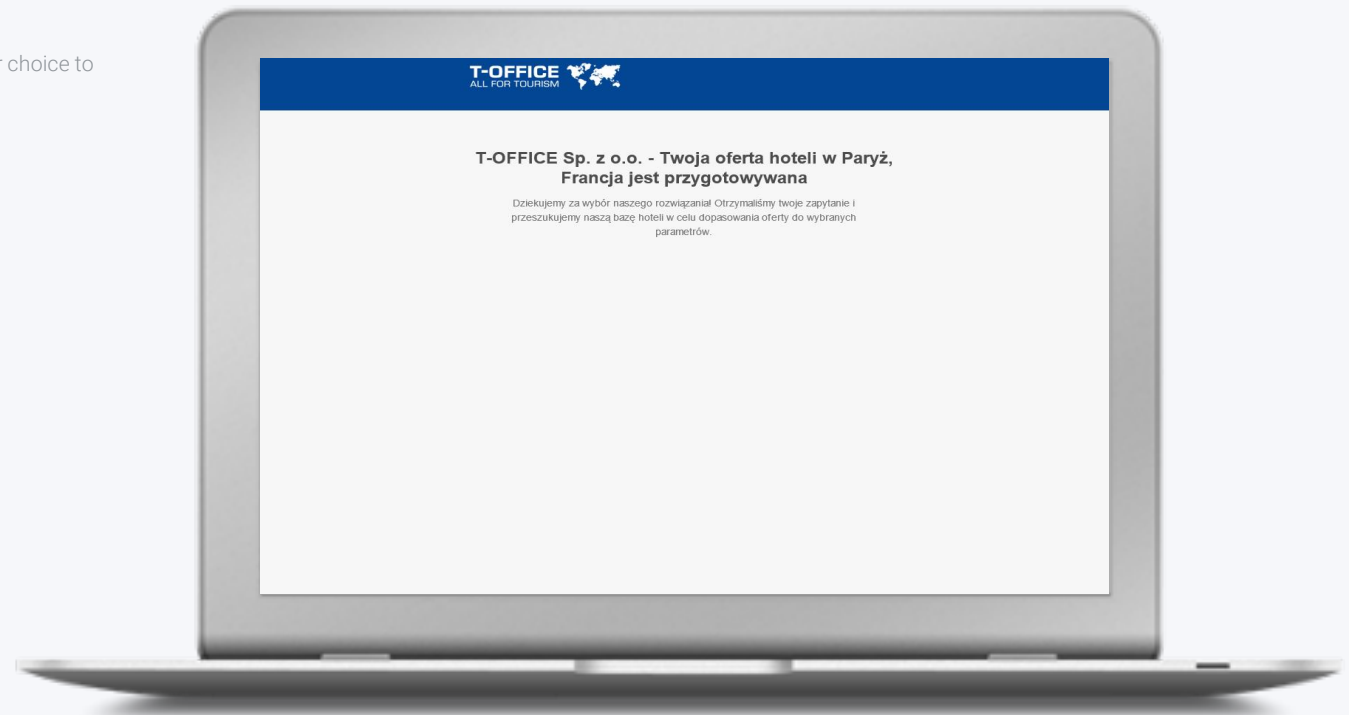 r choice to
T-OFFICE
ALL FOR TOURISM
T-OFFICE Sp. z o.o. - Twoja oferta hoteli w Paryż,
Francja jest przygotowywana
Dziekujemy za wybór naszego rozwiązania! Otrzymaliśmy twoje zapytanie i
przeszukujemy naszą bazę hoteli w celu dopasowania oferty do wybranych
parametrów.